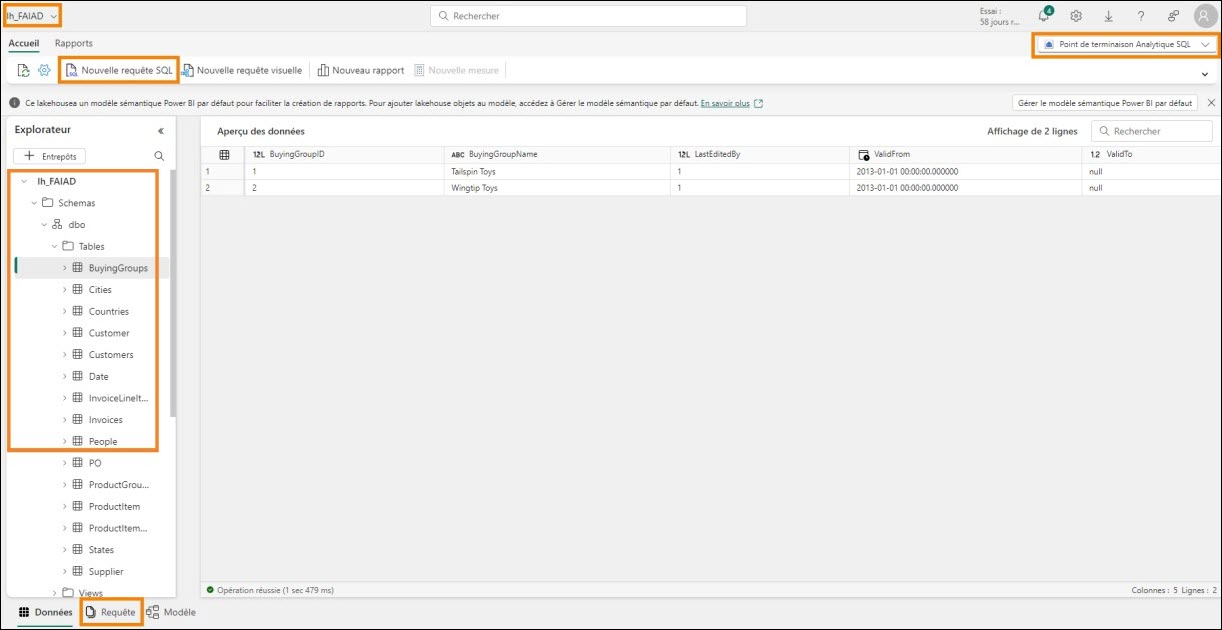 lh_FAIAD
Rechercher
Essai :
58 jours r...
4
Accueil Rapports
Point de terminaison Analytique SQL
Nouvelle requête SQL Nouvelle requête visuelle Nouveau rapport Nouvelle mesure
Ce lakehousea un modèle sémantique Power BI par défaut pour faciliter la création de rapports. Pour ajouter lakehouse objets au modèle, accédez à Gérer le modèle sémantique par défaut. En savoir plus
Gérer le modèle sémantique Power BI par défaut
Explorateur
Entrepôts
lh_FAIAD
Schemas
dbo
Tables
BuyingGroups
Cities
Countries
Customer
Customers
Date
InvoiceLineIt...
Invoices
People
PO
ProductGrou...
ProductItem
ProductItem...
States
Supplier
Views
Aperçu des données
Affichage de 2 lignes
Rechercher
12L BuyingGroupID ABC BuyingGroupName 12L LastEditedBy ValidFrom 1.2 ValidTo
1 1 Tailspin Toys 1 2013-01-01 00:00:00.000000 null
2 2 Wingtip Toys 1 2013-01-01 00:00:00.000000 null
Opération réussie (1 sec 479 ms)
Colonnes : 5 Lignes : 2
Données Requête Modèle